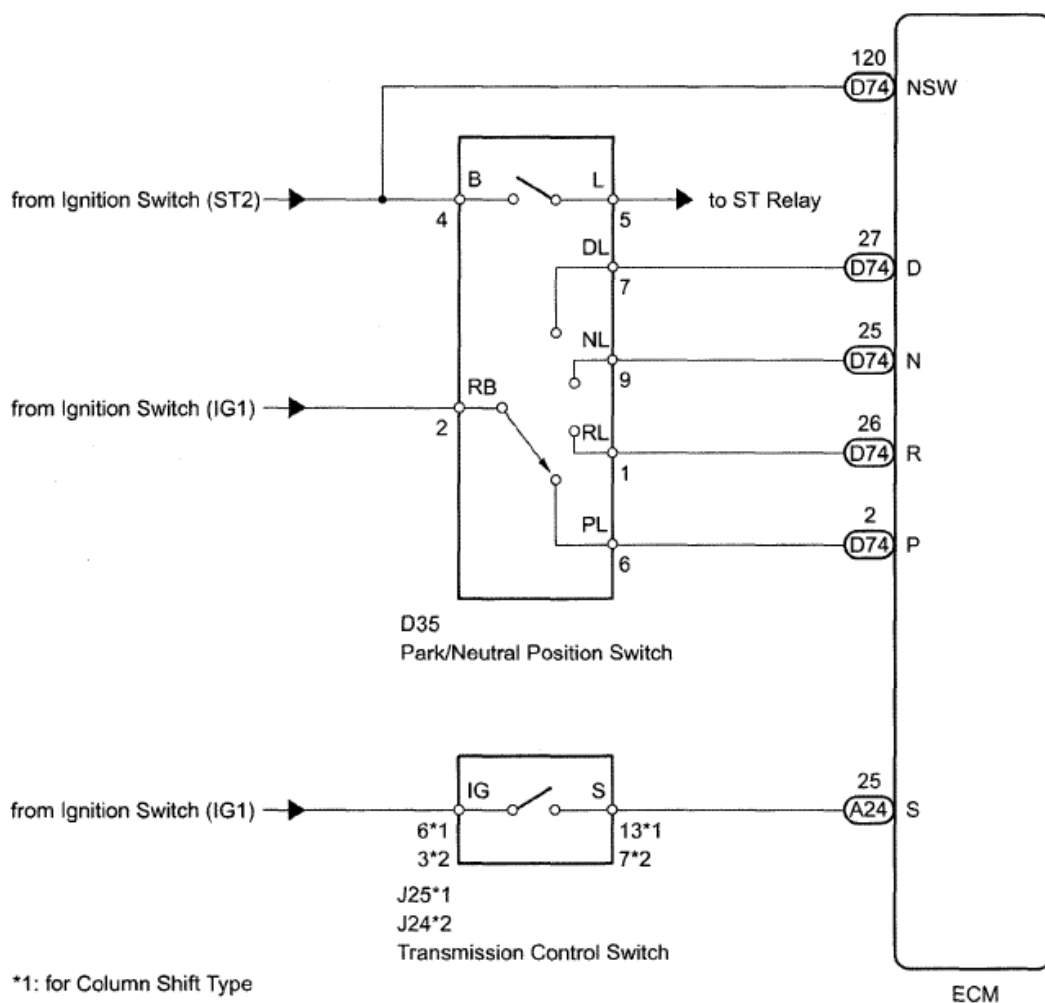 120
D74 NSW
from Ignition Switch (ST2)
B L
4 5
to ST Relay
DL
7
27
D74 D
NL
9
25
D74 N
from Ignition Switch (IG1)
RB
2
RL
1
26
D74 R
PL
6
2
D74 P
D35
Park/Neutral Position Switch
from Ignition Switch (IG1)
IG S
6*1 13*1
3*2 7*2
25
A24 S
J25*1
J24*2
Transmission Control Switch
*1: for Column Shift Type
ECM